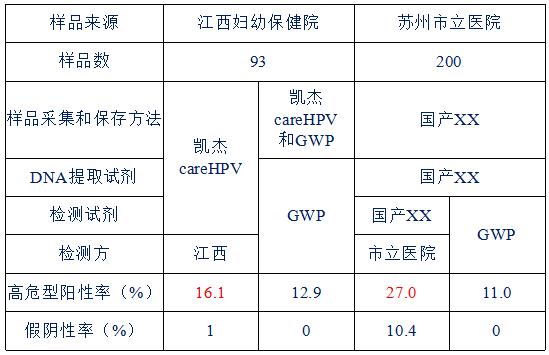 样品来源 江西妇幼保健院 苏州市立医院
样品数 93 200
样品采集和保存方法 凯杰 careHPV 凯杰 careHPV 和GWP 国产XX
DNA提取试剂 GWP 国产XX
检测试剂 国产XX GWP
检测方 江西 市立医院
高危型阳性率（%） 16.1 12.9 27.0 11.0
假阴性率（%） 1 0 10.4 0